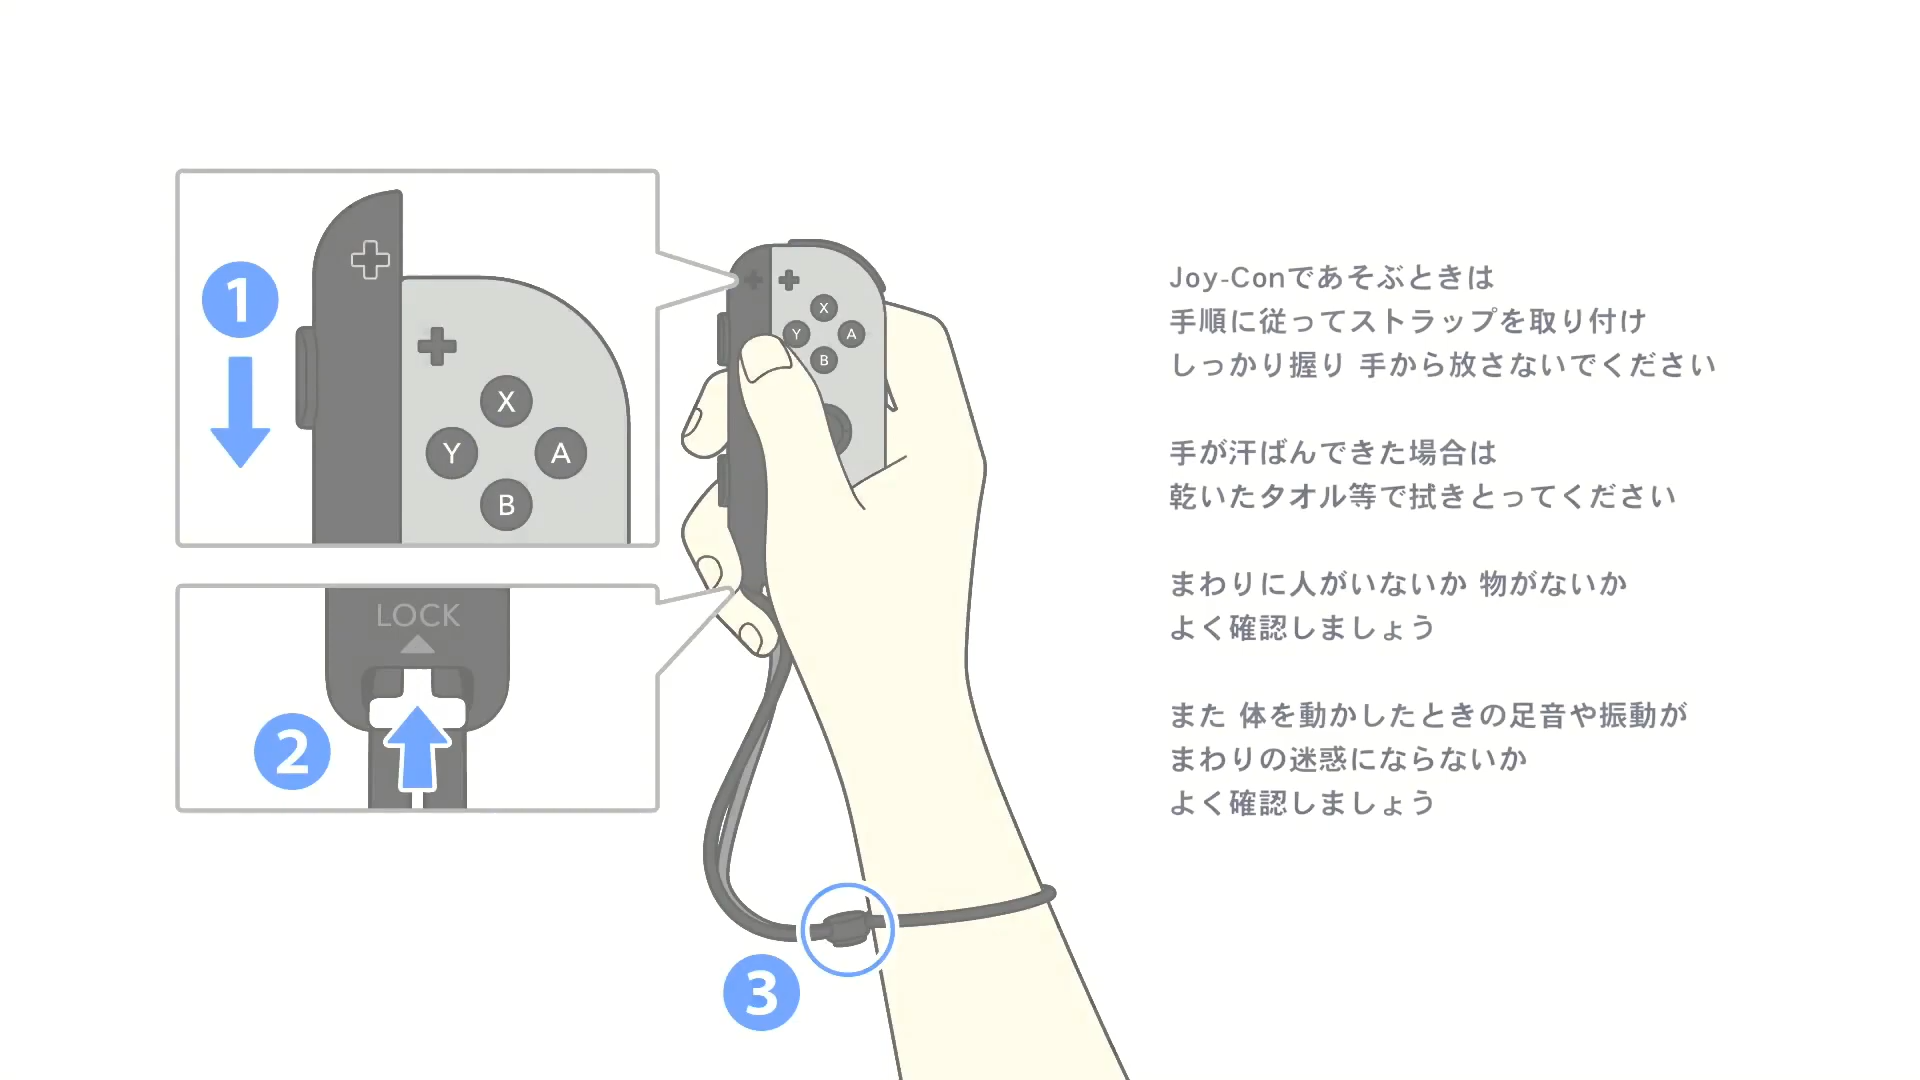 1
X
Y
A
B
LOCK
2
X
Y
A
B
3
Joy-Conであそぶときは
手順に従ってストラップを取り付け
しっかり握り 手から放さないでください
手が汗ばんできた場合は
乾いたタオル等で拭きとってください
まわりに人がいないか 物がないか
よく確認しましょう
また 体を動かしたときの足音や振動が
まわりの迷惑にならないか
よく確認しましょう